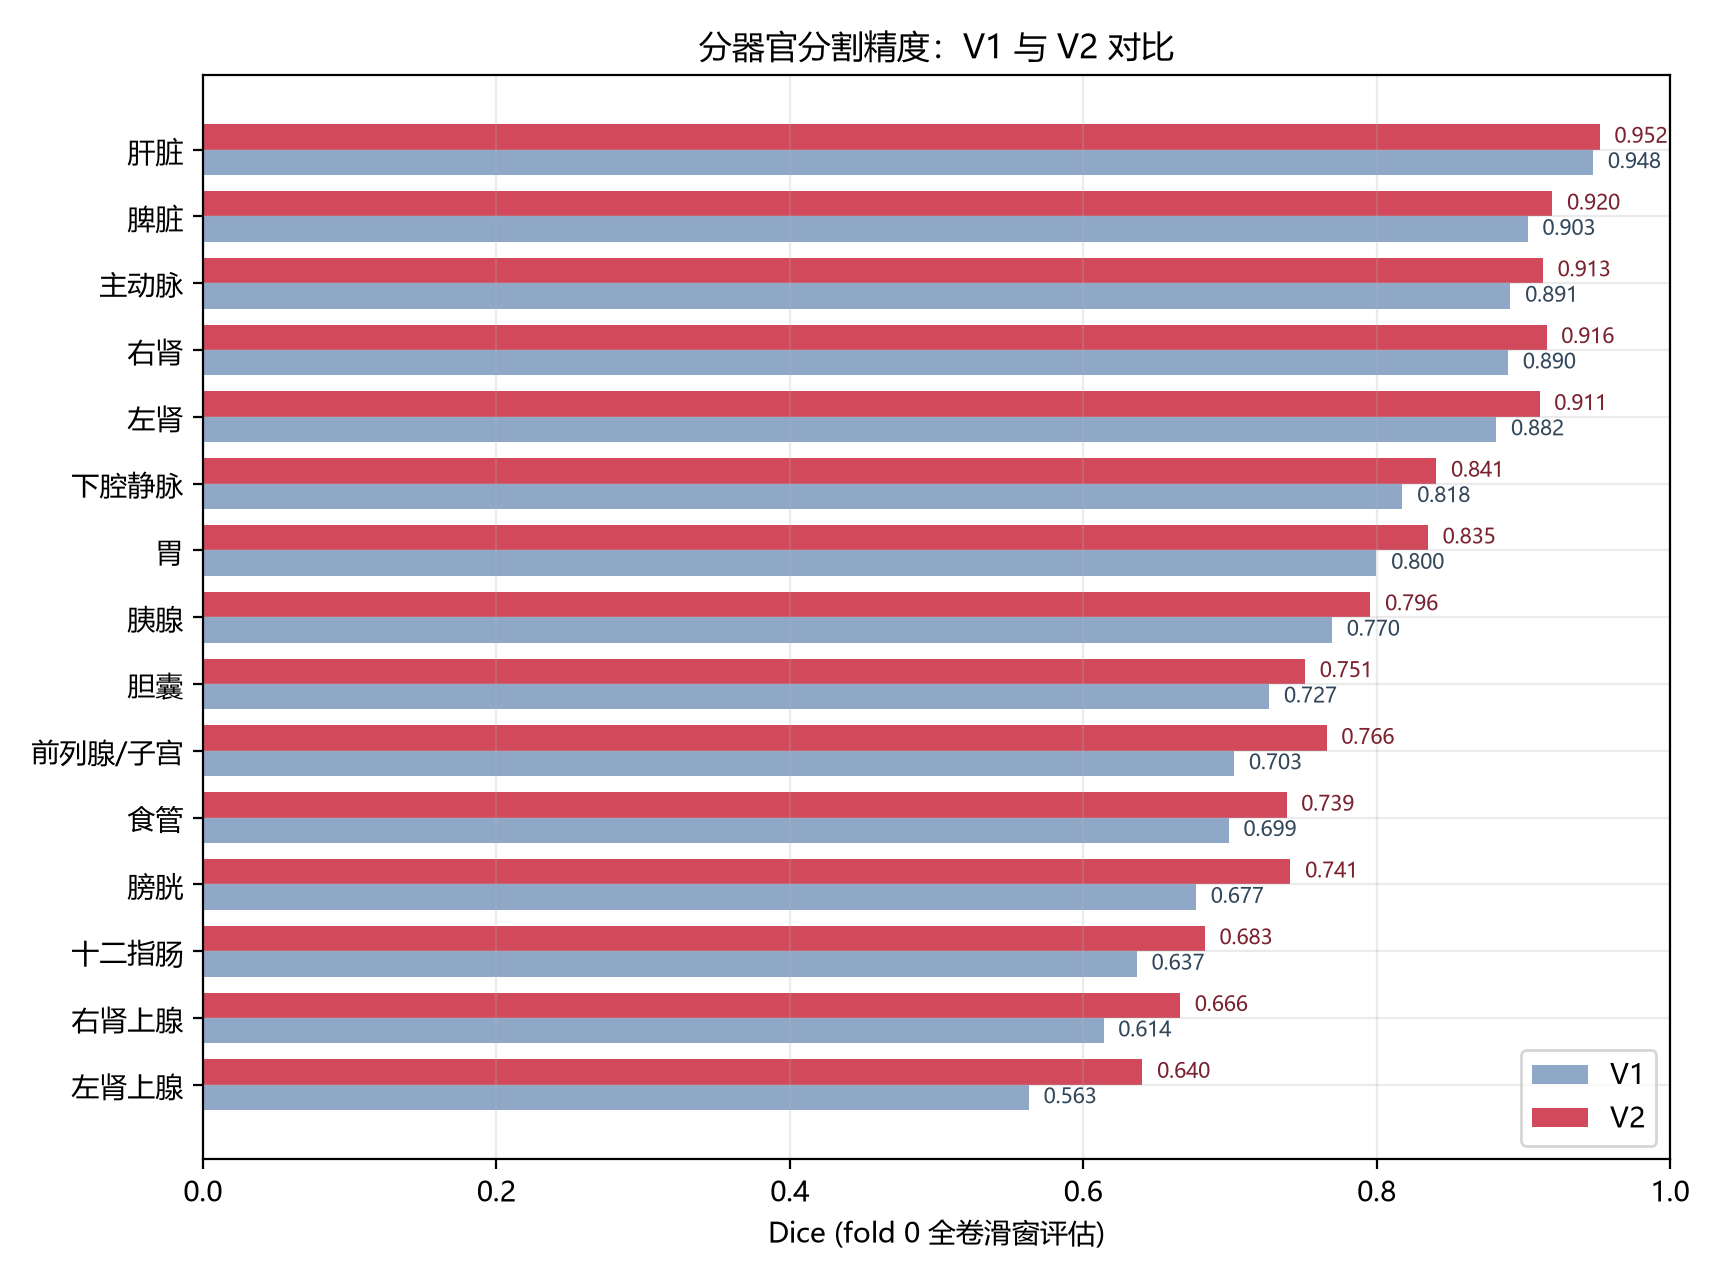 分器官分割精度：V1 与 V2 对比
肝脏
0.952
0.948
脾脏
0.920
0.903
主动脉
0.913
0.891
右肾
0.916
0.890
左肾
0.911
0.882
下腔静脉
0.841
0.818
胃
0.835
0.800
胰腺
0.796
0.770
胆囊
0.751
0.727
前列腺/子宫
0.766
0.703
食管
0.739
0.699
膀胱
0.741
0.677
十二指肠
0.683
0.637
右肾上腺
0.666
0.614
左肾上腺
0.640
0.563
V1
V2
0.0 0.2 0.4 0.6 0.8 1.0
Dice (fold 0 全卷滑窗评估)